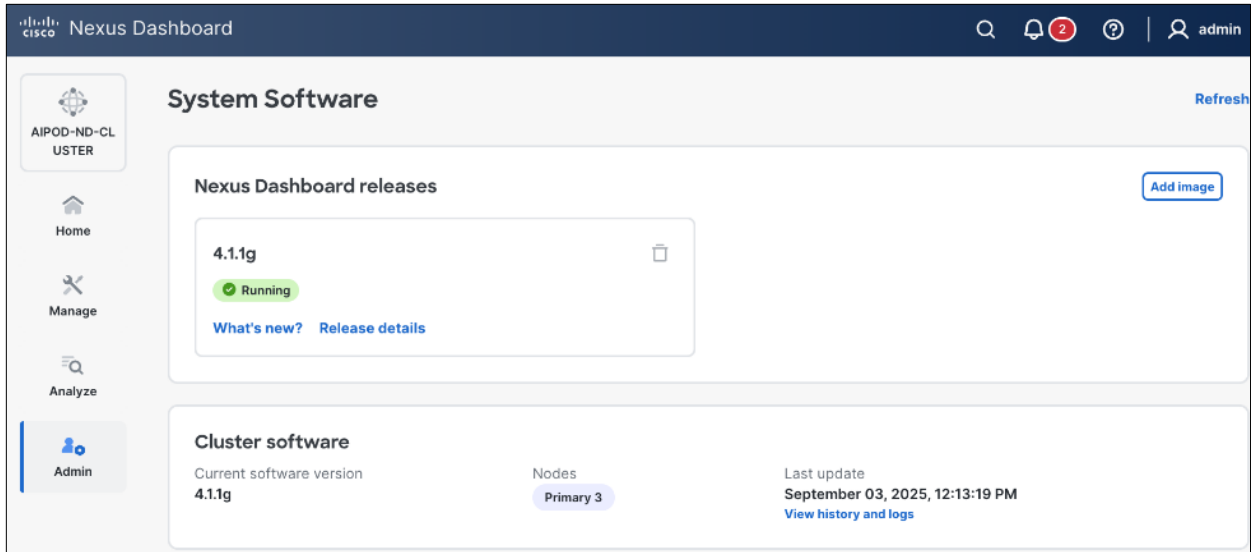 cisco Nexus Dashboard
2
admin
AIPOD-ND-CL
USTER
Home
Manage
Analyze
Admin
System Software
Refresh
Nexus Dashboard releases
Add image
4.1.1g
Running
What's new? Release details
Cluster software
Current software version
4.1.1g
Nodes
Primary 3
Last update
September 03, 2025, 12:13:19 PM
View history and logs